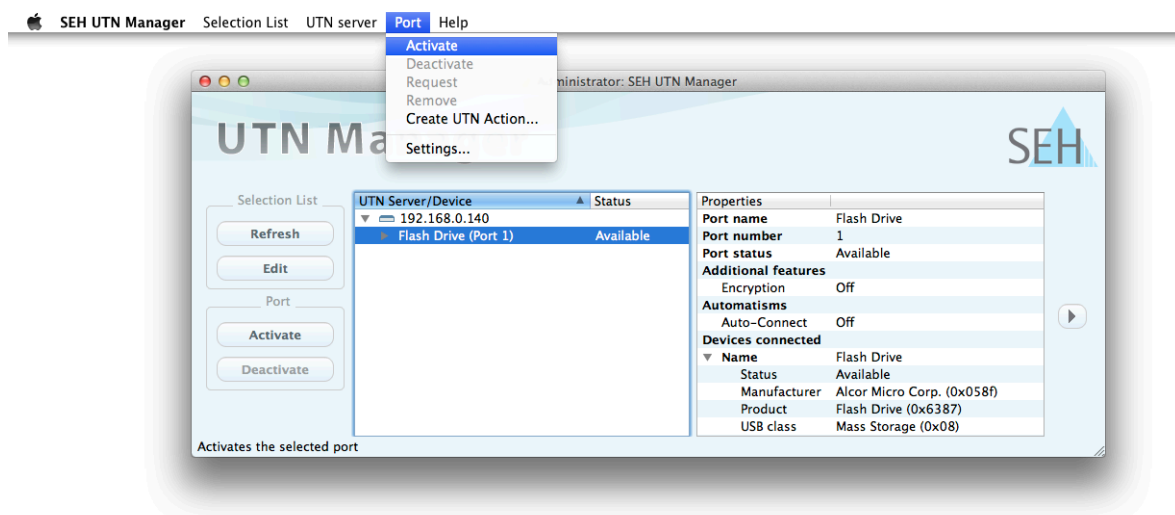 SEH UTN Manager Selection List UTN server Port Help
Activate
Deactivate
Request
Remove
Create UTN Action...
Settings...
ministrator: SEH UTN Manager
UTN Ma
SEH
Selection List
Refresh
Edit
Port
Activate
Deactivate
UTN Server/Device Status
192.168.0.140
Flash Drive (Port 1) Available
Properties
Port name Flash Drive
Port number 1
Port status Available
Additional features
Encryption Off
Automatisms
Auto-Connect Off
Devices connected
Name Flash Drive
Status Available
Manufacturer Alcor Micro Corp. (0x058f)
Product Flash Drive (0x6387)
USB class Mass Storage (0x08)
Activates the selected port